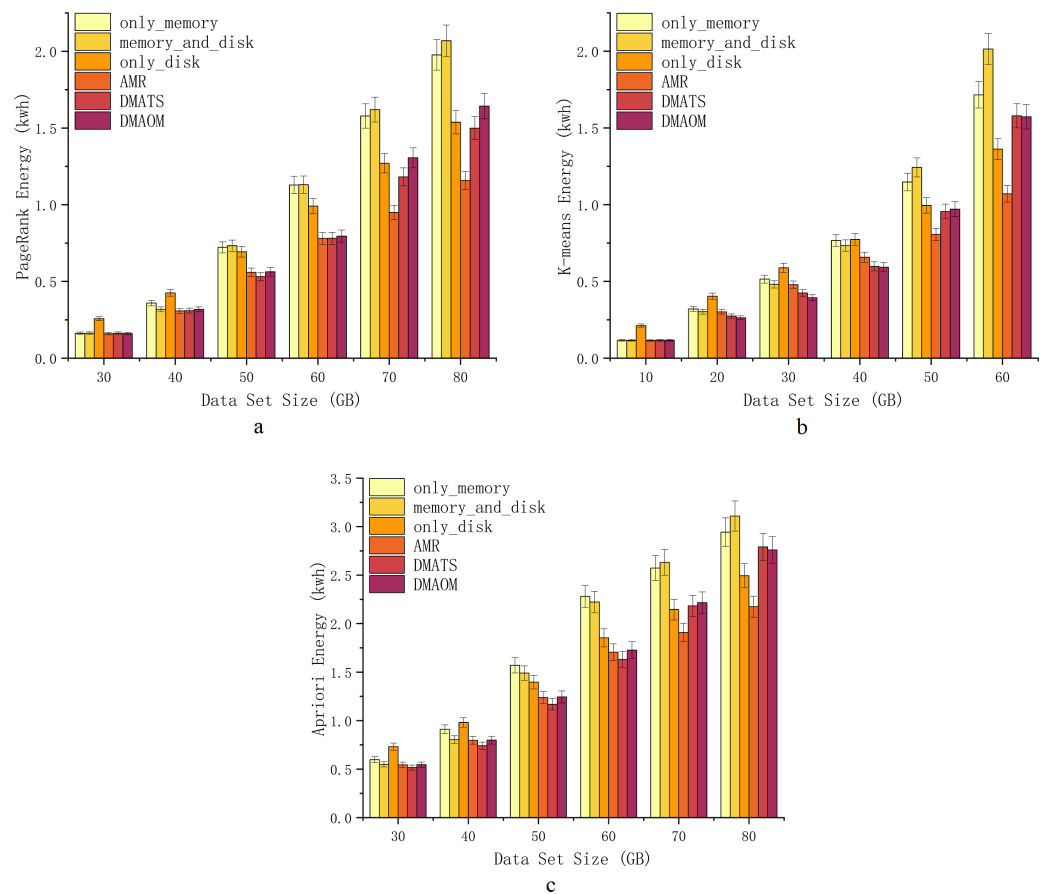 only_memory
memory_and_disk
only_disk
AMR
DMATS
DMAOM
PageRank Energy (kwh)
2.0
1.5
1.0
0.5
0.0
30 40 50 60 70 80
Data Set Size (GB)
a
only_memory
memory_and_disk
only_disk
AMR
DMATS
DMAOM
K-means Energy (kwh)
2.0
1.5
1.0
0.5
0.0
10 20 30 40 50 60
Data Set Size (GB)
b
only_memory
memory_and_disk
only_disk
AMR
DMATS
DMAOM
Apriori Energy (kwh)
3.5
3.0
2.5
2.0
1.5
1.0
0.5
0.0
30 40 50 60 70 80
Data Set Size (GB)
c